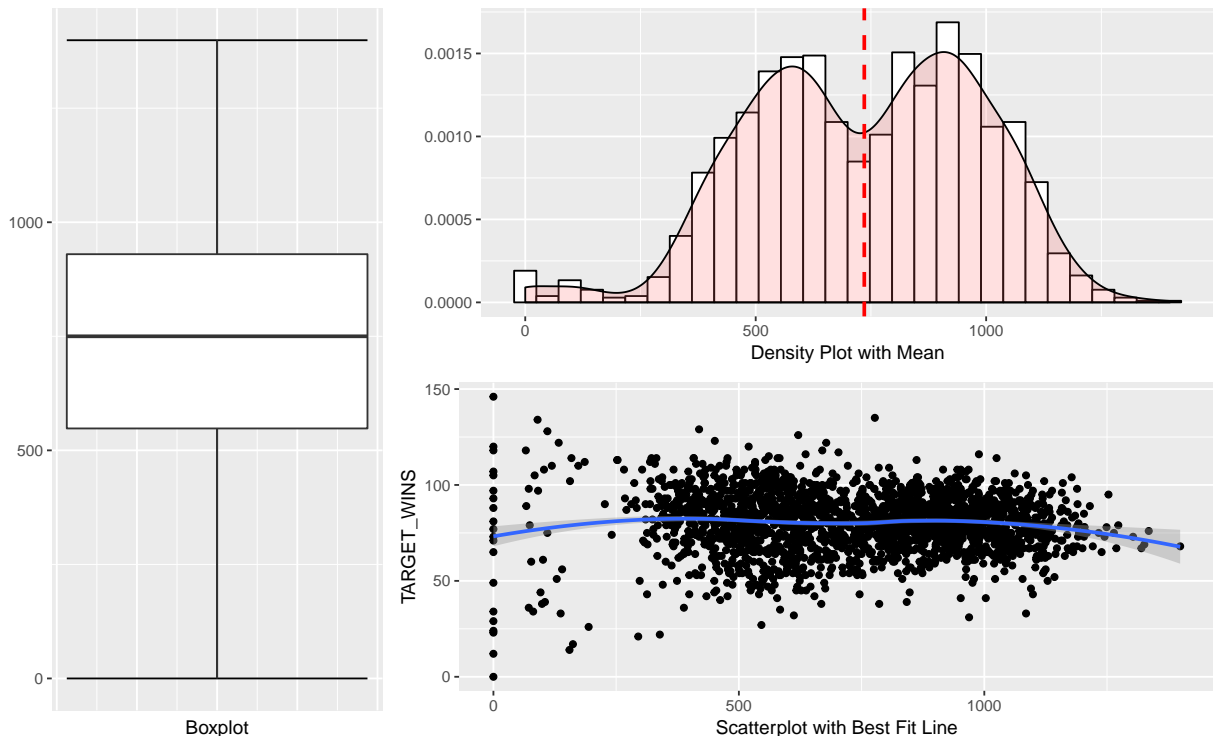 1000
500
0
Boxplot
0.0015
0.0010
0.0005
0.0000
0 500 1000
Density Plot with Mean
TARGET_WINS
150
100
50
0
0 500 1000
Scatterplot with Best Fit Line